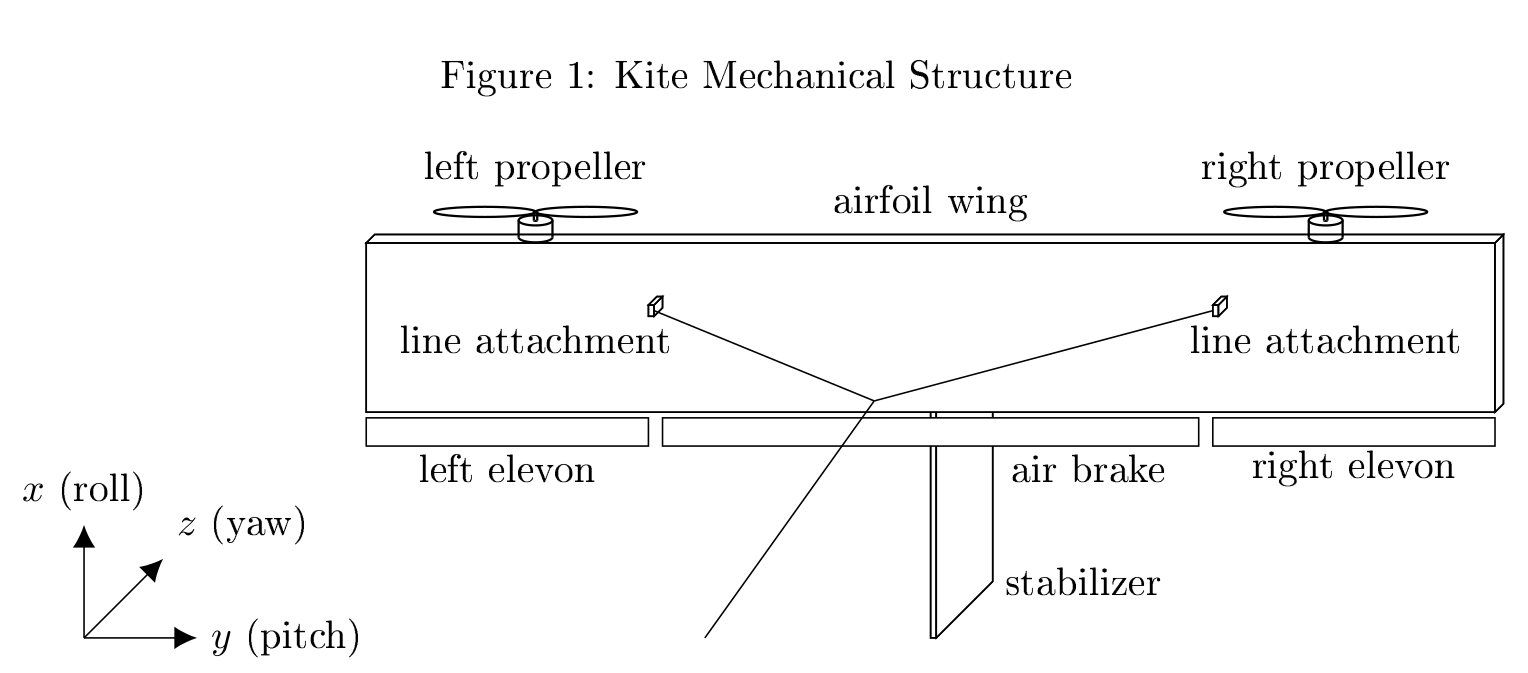 Figure 1: Kite Mechanical Structure
left propeller
right propeller
airfoil wing
line attachment
line attachment
left elevon
air brake
right elevon
x (roll)
z (yaw)
stabilizer
y (pitch)